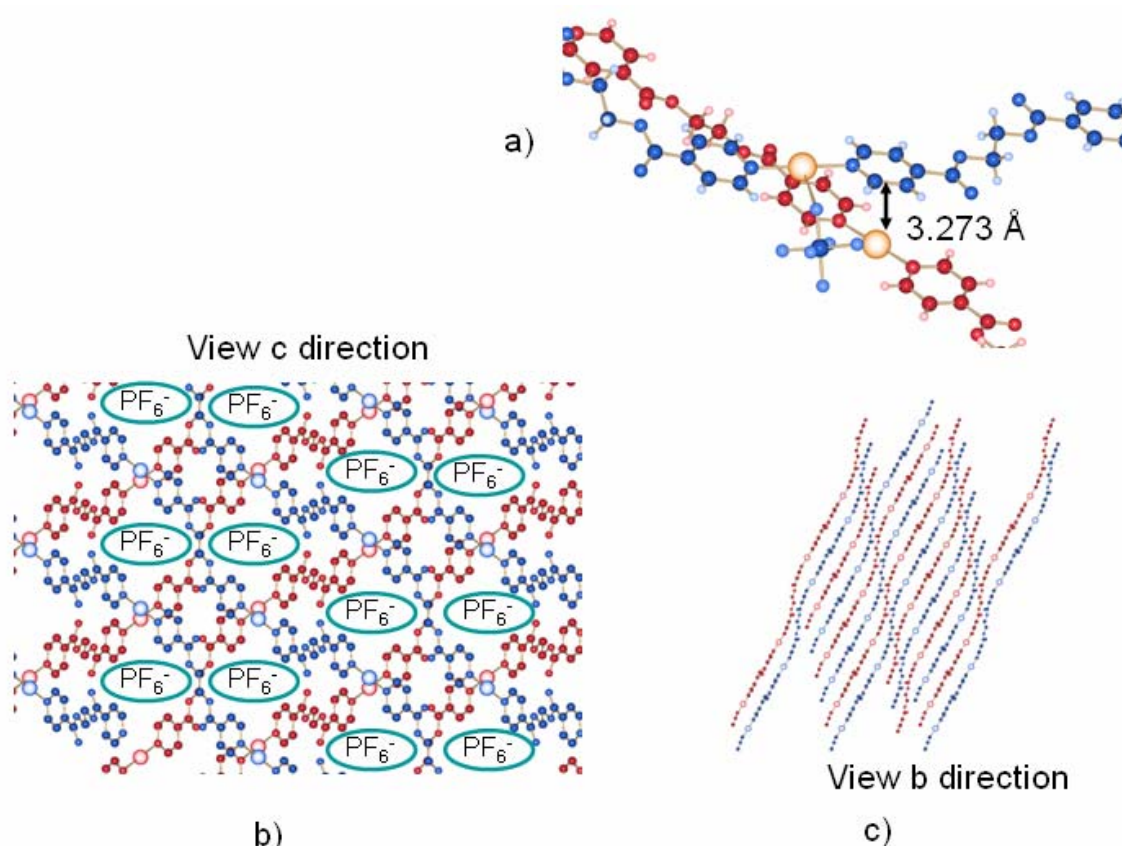 a)
3.273 Å
View c direction
PF6- PF6-
PF6- PF6-
PF6- PF6-
PF6- PF6-
PF6- PF6-
PF6- PF6-
View b direction
b)
c)